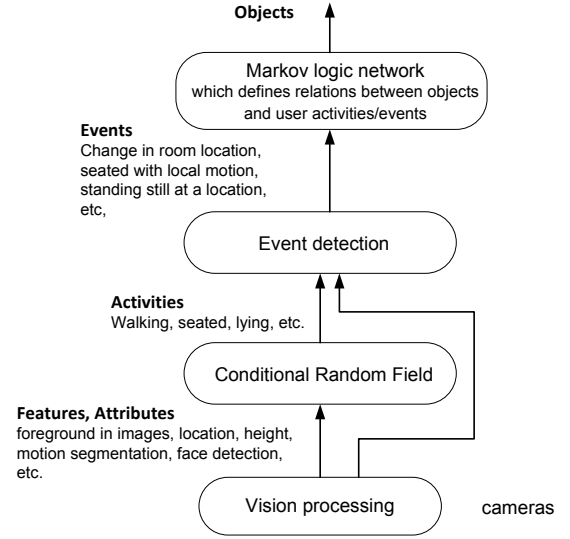 Objects
Markov logic network
which defines relations between objects
and user activities/events
Events
Change in room location,
seated with local motion,
standing still at a location,
etc,
Event detection
Activities
Walking, seated, lying, etc.
Conditional Random Field
Features, Attributes
foreground in images, location, height,
motion segmentation, face detection,
etc.
Vision processing
cameras